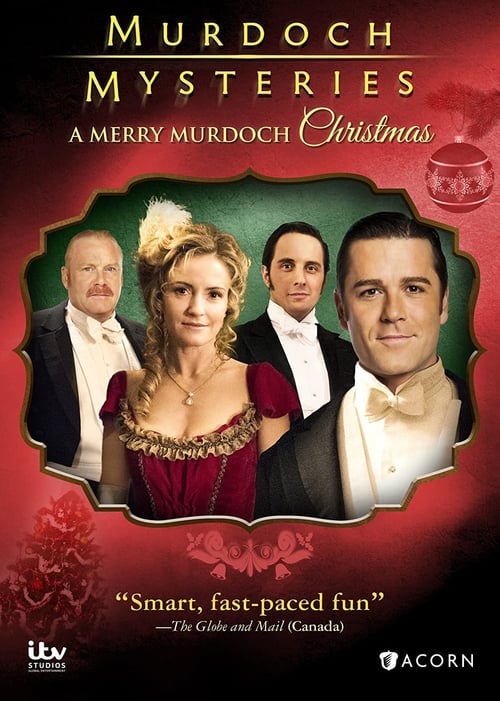 MURDOCH
MYSTERIES
A MERRY MURDOCH Christmas
“Smart, fast-paced fun”
—The Globe and Mail (Canada)
itv
STUDIOS
GLOBAL ENTERTAINMENT
ACORN